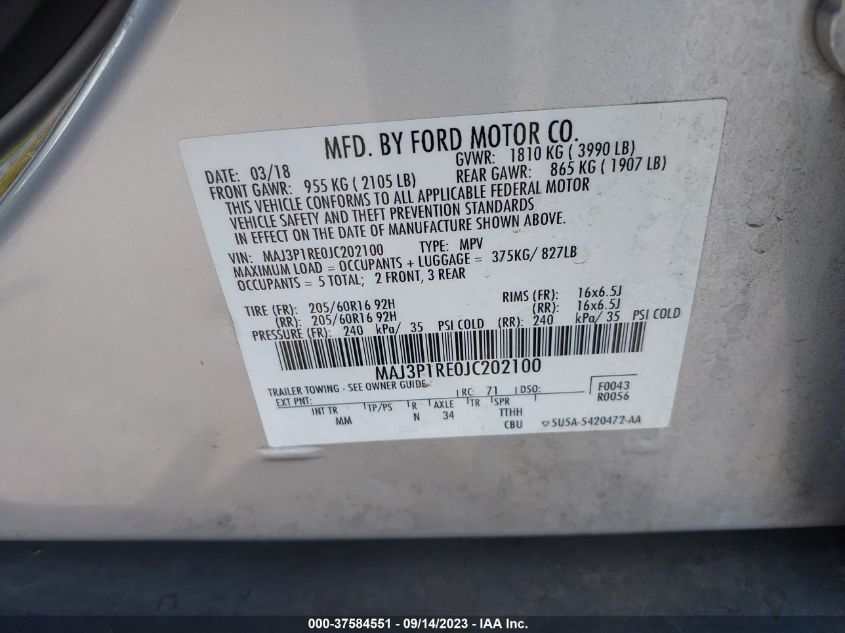 MFD. BY FORD MOTOR CO.
DATE: 03/18 GVWR: 1810 KG ( 3990 LB)
FRONT GAWR: 955 KG ( 2105 LB) REAR GAWR: 865 KG ( 1907 LB)
THIS VEHICLE CONFORMS TO ALL APPLICABLE FEDERAL MOTOR
VEHICLE SAFETY AND THEFT PREVENTION STANDARDS
IN EFFECT ON THE DATE OF MANUFACTURE SHOWN ABOVE.
VIN: MAJ3P1RE0JC202100 TYPE: MPV
MAXIMUM LOAD = OCCUPANTS + LUGGAGE = 375KG/ 827LB
OCCUPANTS = 5 TOTAL; 2 FRONT, 3 REAR
TIRE (FR): 205/60R16 92H RIMS (FR): 16x6.5J
(RR): 205/60R16 92H (RR): 16x6.5J
PRESSURE (FR): 240 kPa/ 35 PSI COLD (RR): 240 kPa/ 35 PSI COLD
MAJ3P1RE0JC202100
TRAILER TOWING - SEE OWNER GUIDE
EXT PNT: RC: 71 DSO: F0043
INT TR TP/PS R AXLE TR SPR R0056
MM N 34 TTHH
CBU 5U5A-5420472-AA
000-37584551 - 09/14/2023 - IAA Inc.